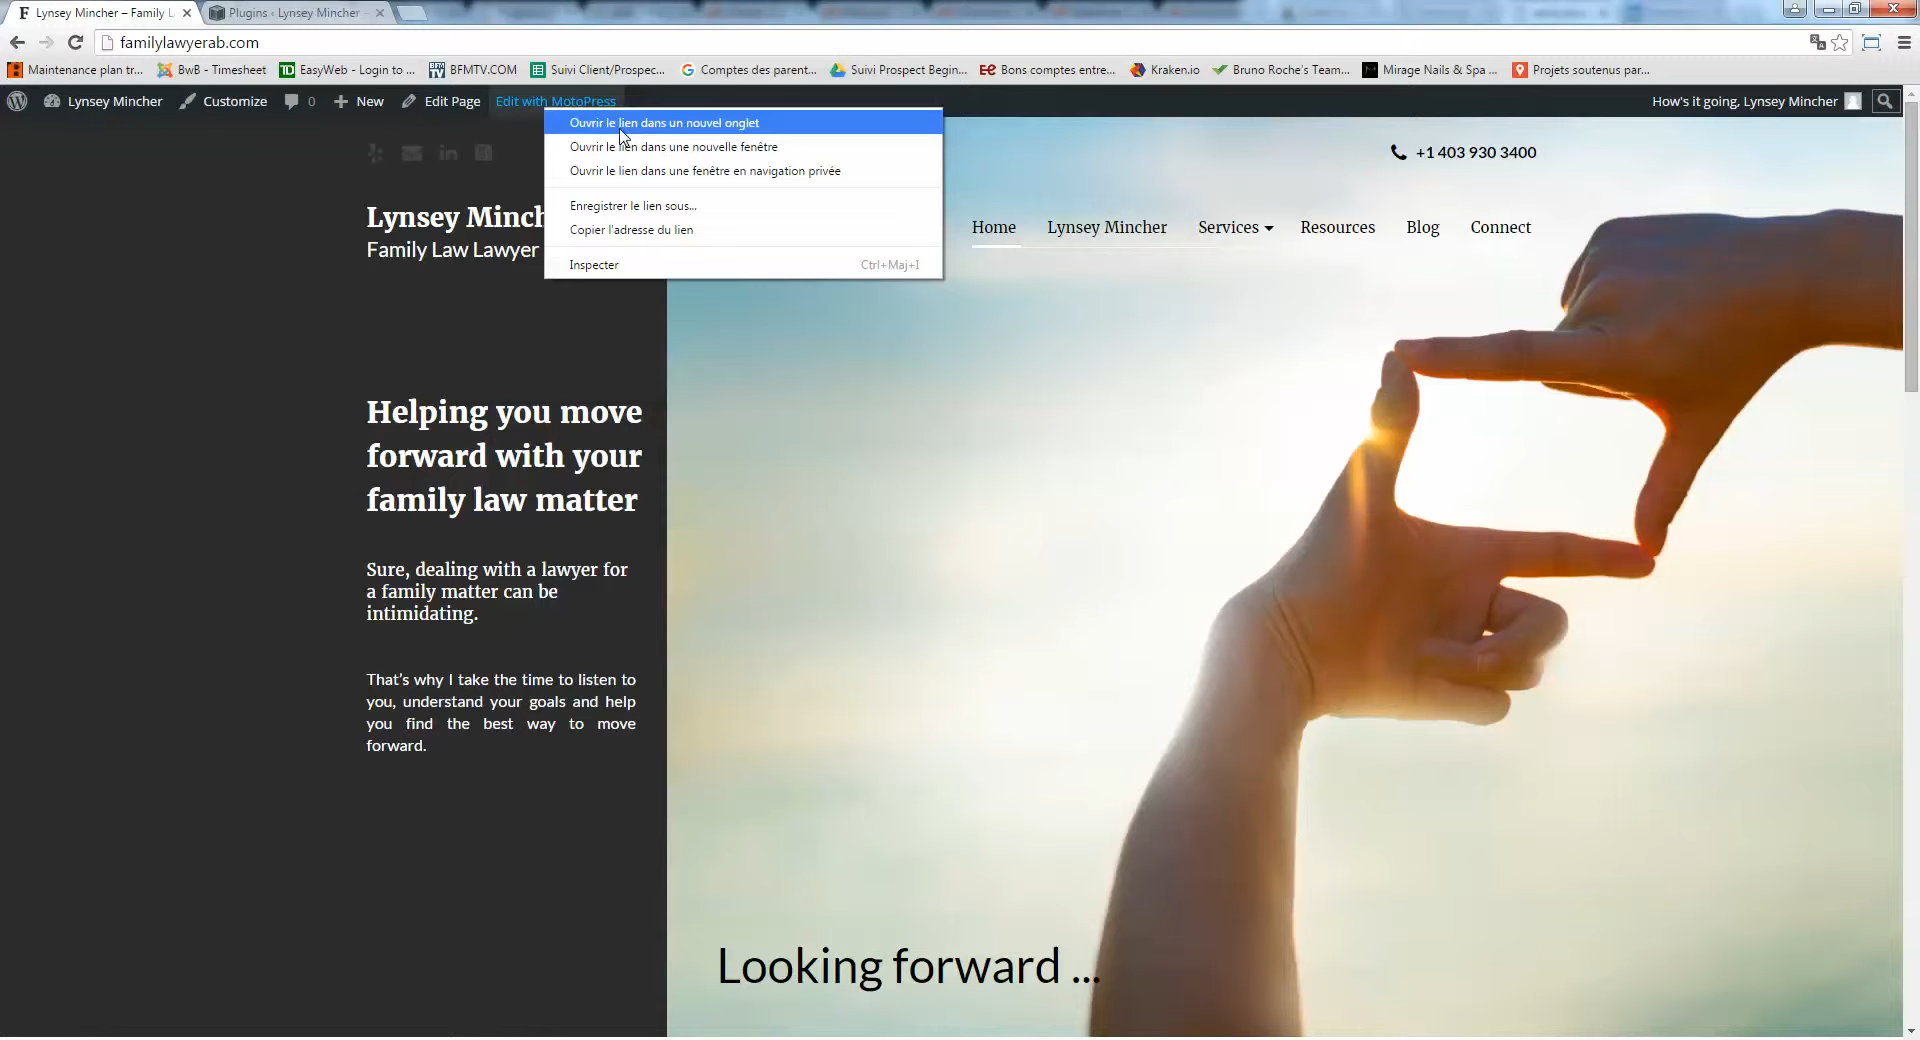 Lynsey Mincher – Family L
Plugins ‹ Lynsey Mincher
familylawyerab.com
Maintenance plan tr... BwB - Timesheet EasyWeb - Login to ... BFMTV.COM Suivi Client/Prospec... Comptes des parent... Suivi Prospect Begin... Bons comptes entre... Kraken.io Bruno Roche's Team... Mirage Nails & Spa ... Projets soutenus par...
Lynsey Mincher Customize 0 New Edit Page Edit with MotoPress How's it going, Lynsey Mincher
Ouvrir le lien dans un nouvel onglet
Ouvrir le lien dans une nouvelle fenêtre
Ouvrir le lien dans une fenêtre en navigation privée
Enregistrer le lien sous...
Copier l'adresse du lien
Inspecter Ctrl+Maj+I
+1 403 930 3400
Lynsey Minch
Family Law Lawyer
Home Lynsey Mincher Services Resources Blog Connect
Helping you move
forward with your
family law matter
Sure, dealing with a lawyer for
a family matter can be
intimidating.
That's why I take the time to listen to
you, understand your goals and help
you find the best way to move
forward.
Looking forward ...